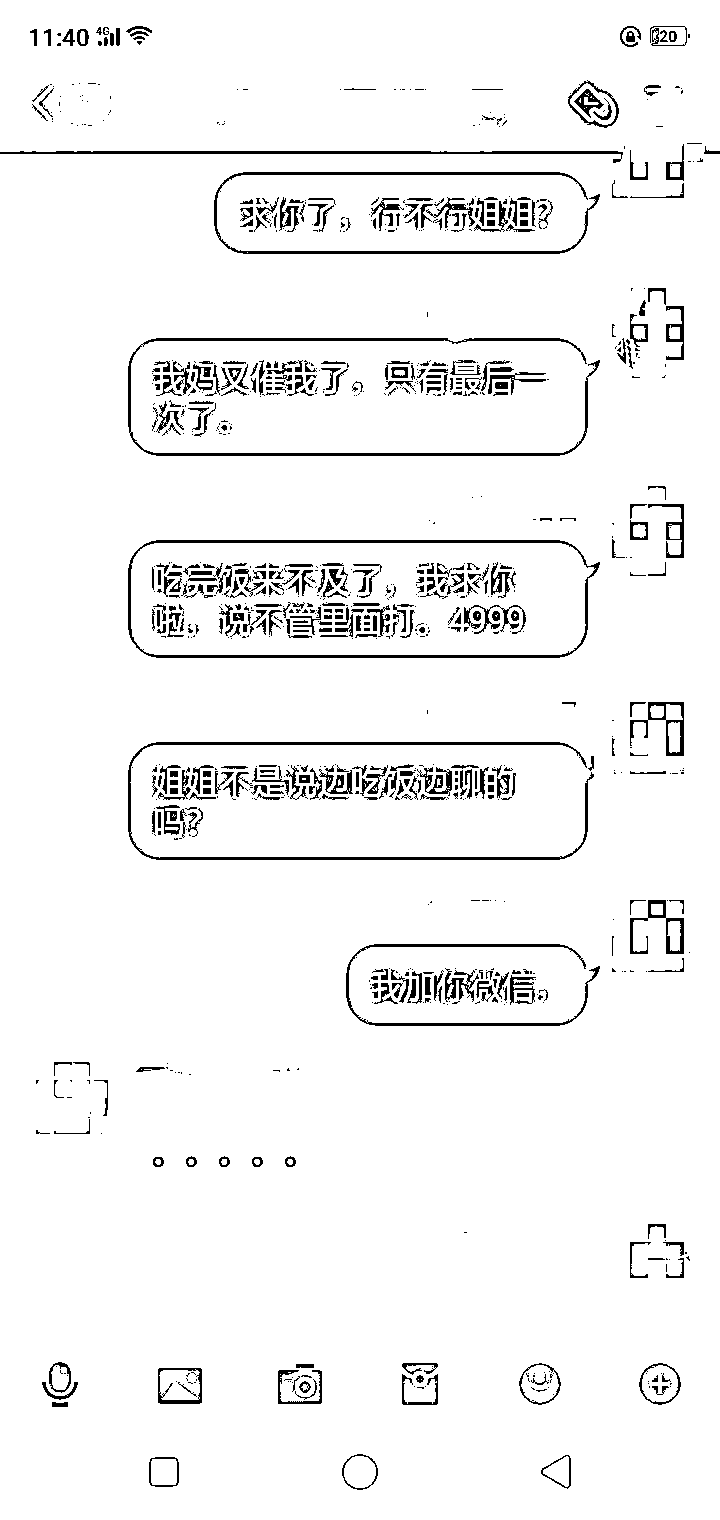 11:40 4G 20
求你了，行不行姐姐？
我妈又催我了，只有最后一
次了。
吃完饭来不及了，我求你
啦，说不管里面打。4999
姐姐不是说边吃饭边聊的
吗？
我加你微信。
。。。。。